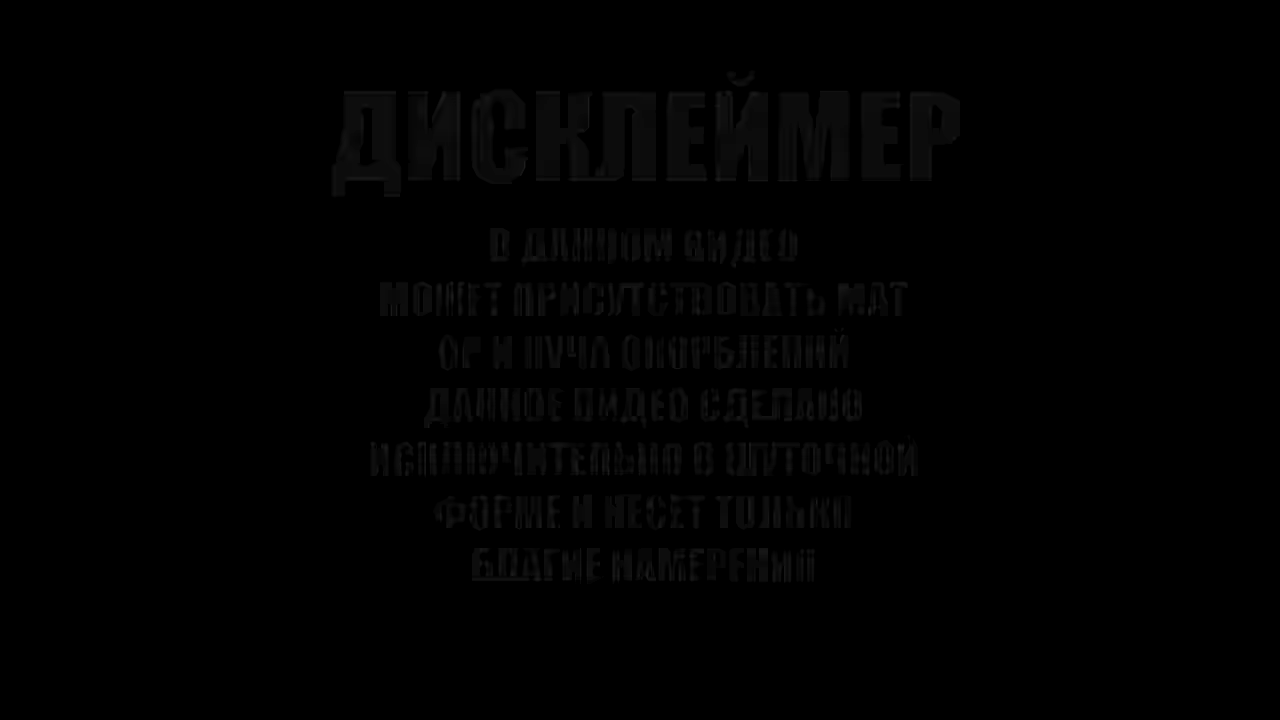 ДИСКЛЕЙМЕР
В ДАННОМ ВИДЕО
МОЖЕТ ПРИСУТСТВОВАТЬ МАТ
ОР И КУЧА ОСКОРБЛЕНИЙ
ДАННОЕ ВИДЕО СДЕЛАНО
ИСКЛЮЧИТЕЛЬНО В ШУТОЧНОЙ
ФОРМЕ И НЕСЕТ ТОЛЬКО
БЛАГИЕ НАМЕРЕНИЯ